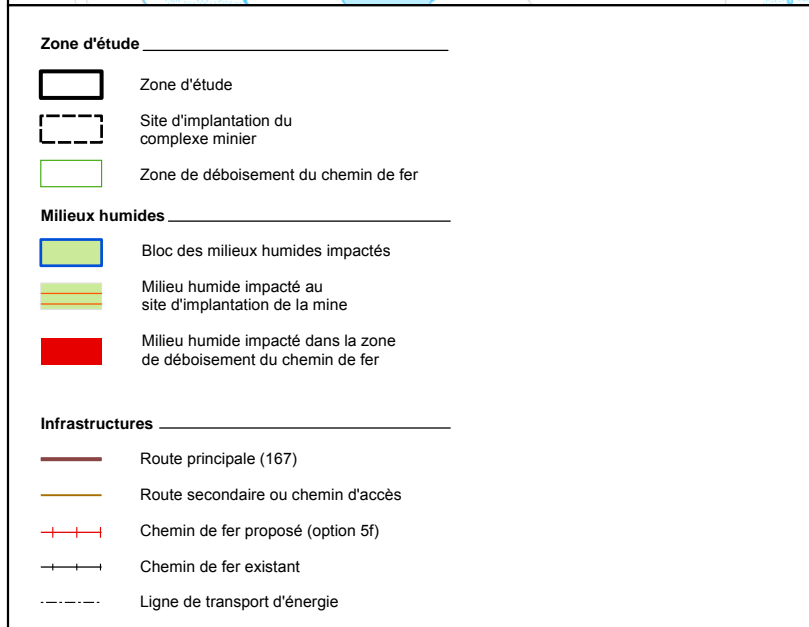 Zone d'étude
Zone d'étude
Site d'implantation du
complexe minier
Zone de déboisement du chemin de fer
Milieux humides
Bloc des milieux humides impactés
Milieu humide impacté au
site d'implantation de la mine
Milieu humide impacté dans la zone
de déboisement du chemin de fer
Infrastructures
Route principale (167)
Route secondaire ou chemin d'accès
Chemin de fer proposé (option 5f)
Chemin de fer existant
Ligne de transport d'énergie